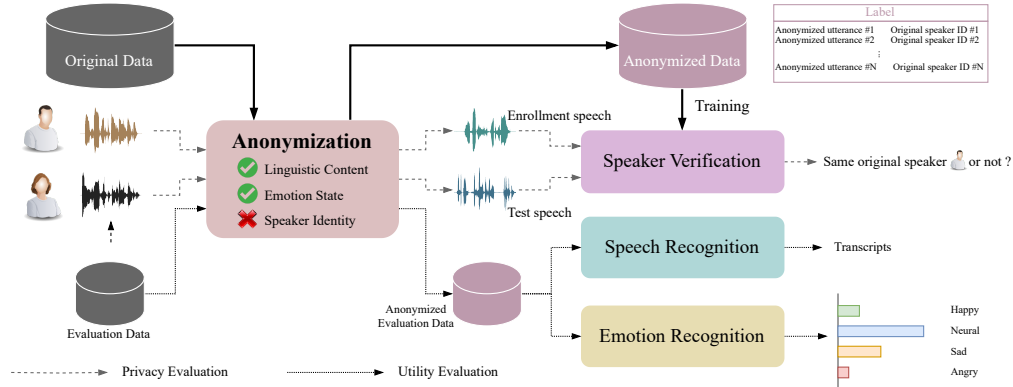 Original Data
Anonymized Data
Label
Anonymized utterance #1 Original speaker ID #1
Anonymized utterance #2 Original speaker ID #2
⋮
Anonymized utterance #N Original speaker ID #N
Training
Anonymization
Linguistic Content
Emotion State
Speaker Identity
Enrollment speech
Test speech
Speaker Verification
Same original speaker or not ?
Speech Recognition
Transcripts
Evaluation Data
Anonymized
Evaluation Data
Emotion Recognition
Happy
Neural
Sad
Angry
Privacy Evaluation
Utility Evaluation